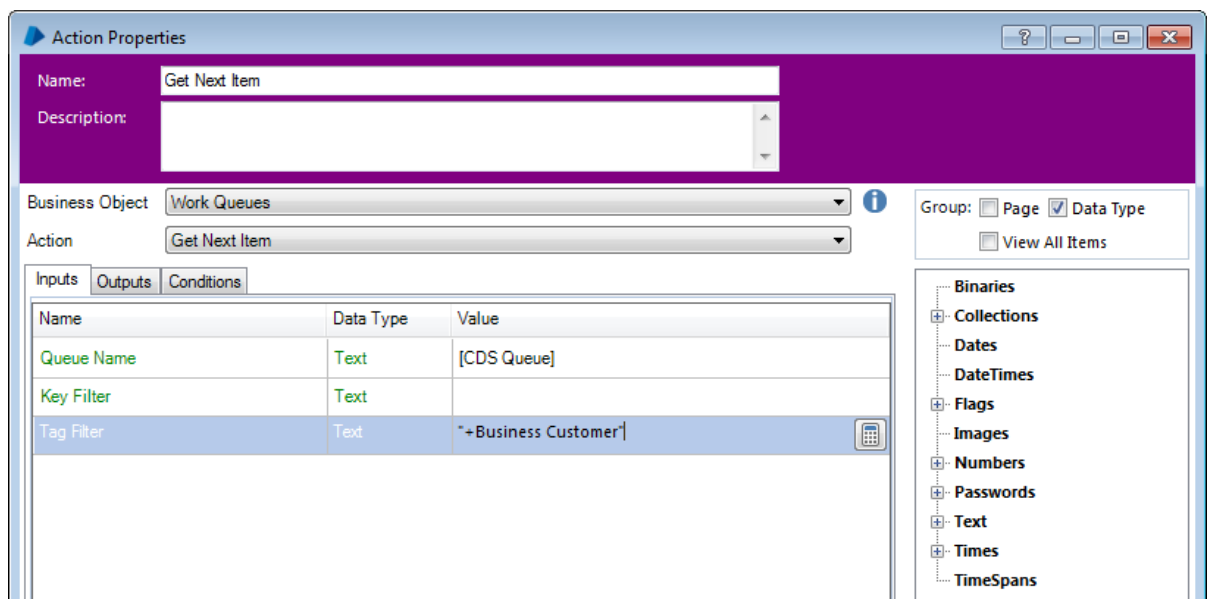 Action Properties
Name: Get Next Item
Description:
Business Object Work Queues
Action Get Next Item
Group: Page Data Type
View All Items
Inputs Outputs Conditions
Name Data Type Value
Queue Name Text [CDS Queue]
Key Filter Text
Tag Filter Text "+Business Customer"
Binaries
Collections
Dates
DateTimes
Flags
Images
Numbers
Passwords
Text
Times
TimeSpans